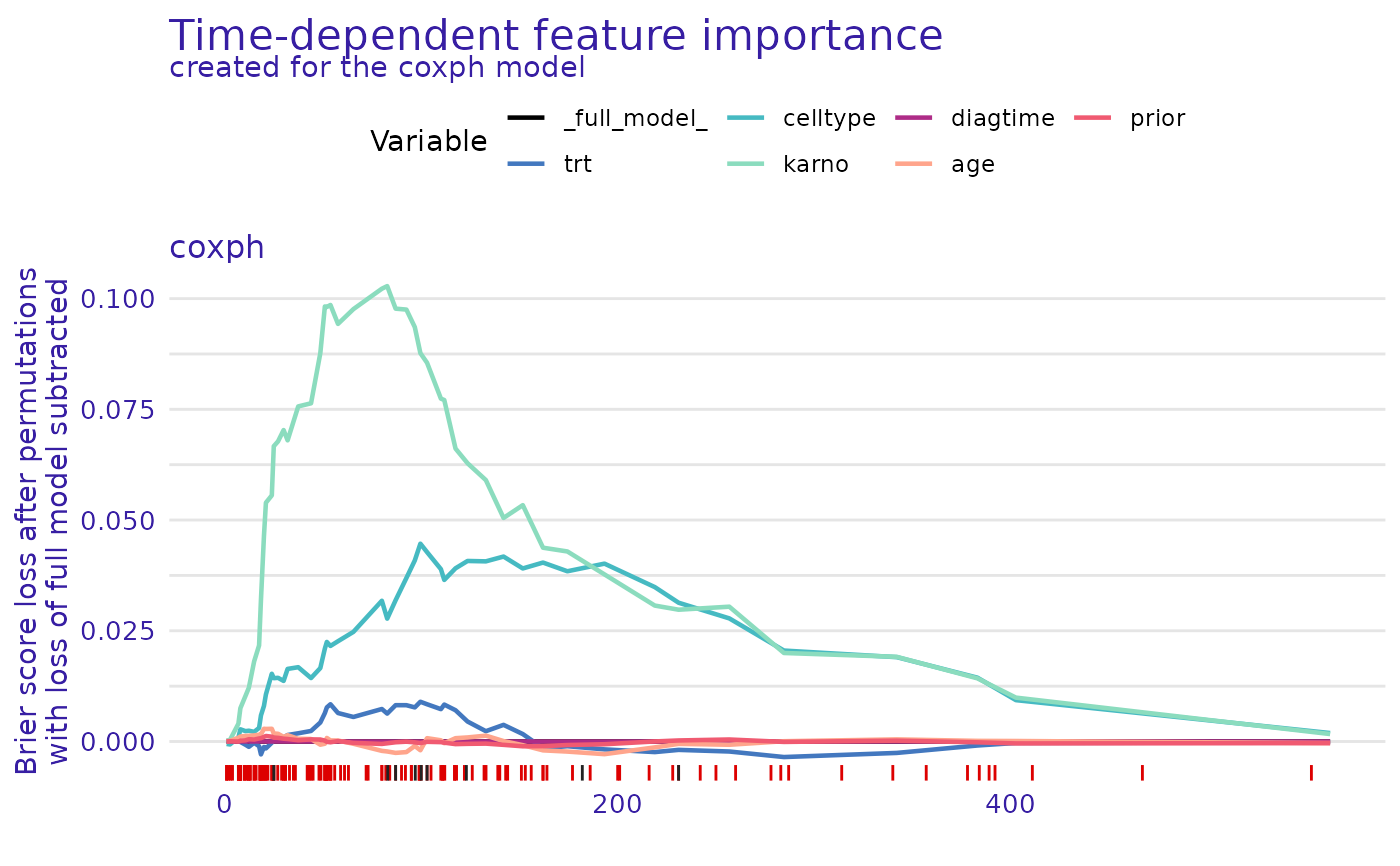 Time-dependent feature importance
created for the coxph model
Variable
_full_model_ celltype diagtime prior
trt karno age
coxph
Brier score loss after permutations
with loss of full model subtracted
0.100
0.075
0.050
0.025
0.000
0 200 400